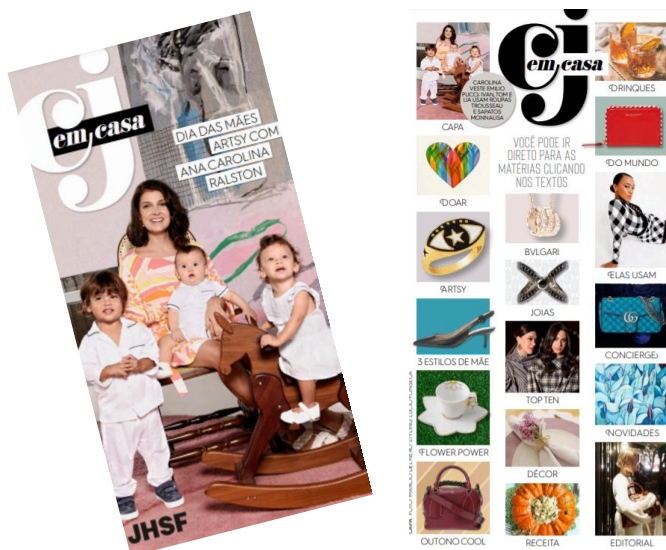 cj
em casa
DIA DAS MÃES
ARTSY COM
ANA CAROLINA
RALSTON
JHSF
cj
em casa
CAROLINA
VESTE EMILIO
PUCCI; IVAN, TOM E
LIA USAM ROUPAS
TROUSSEAU
E SAPATOS
MONNALISA
CAPA
VOCÊ PODE IR
DIRETO PARA AS
MATÉRIAS CLICANDO
NOS TEXTOS
DRINQUES
DO MUNDO
DOAR
BVLGARI
ELAS USAM
ARTSY
JOIAS
CONCIERGE
3 ESTILOS DE MÃE
TOP TEN
NOVIDADES
FLOWER POWER
DÉCOR
OUTONO COOL
RECEITA
EDITORIAL